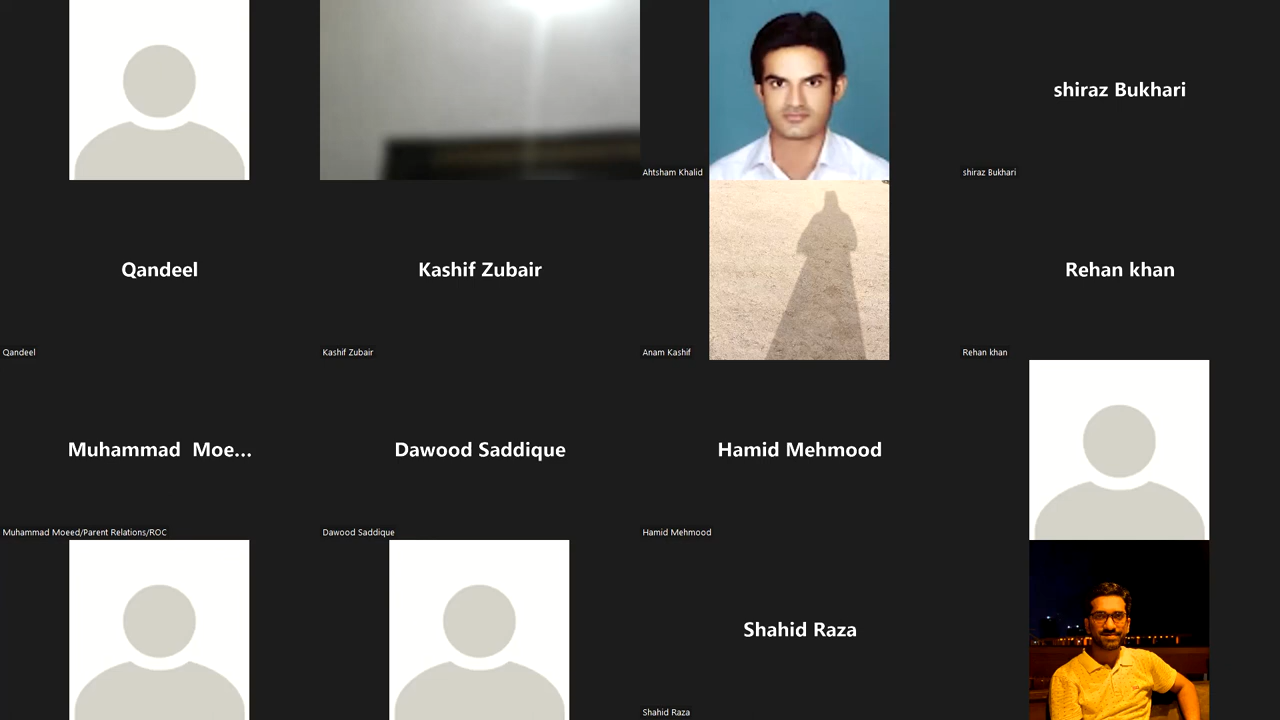 shiraz Bukhari
Ahtsham Khalid
shiraz Bukhari
Qandeel
Kashif Zubair
Rehan khan
Qandeel
Kashif Zubair
Anam Kashif
Rehan khan
Muhammad Moe...
Dawood Saddique
Hamid Mehmood
Muhammad Moeed/Parent Relations/ROC
Dawood Saddique
Hamid Mehmood
Shahid Raza
Shahid Raza